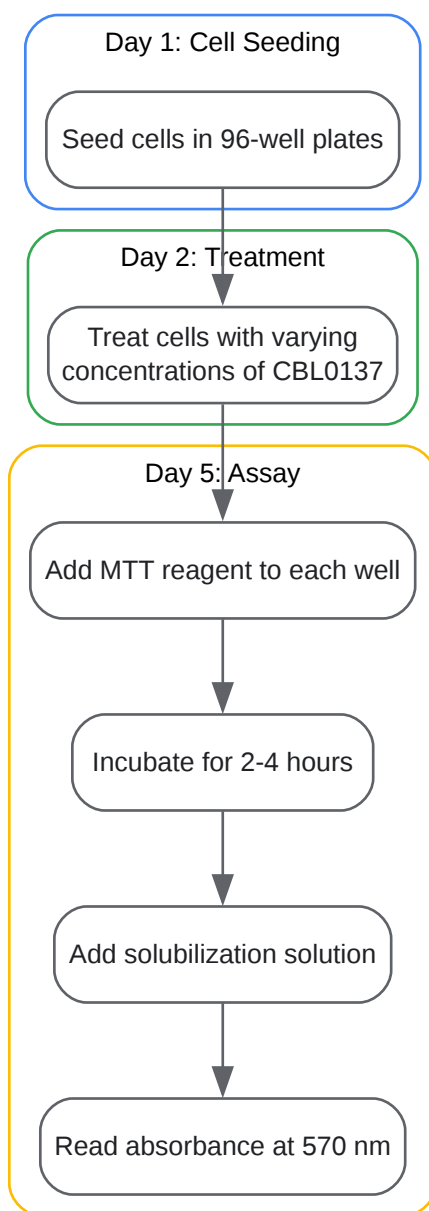 Day 1: Cell Seeding
Seed cells in 96-well plates
Day 2: Treatment
Treat cells with varying
concentrations of CBL0137
Day 5: Assay
Add MTT reagent to each well
Incubate for 2-4 hours
Add solubilization solution
Read absorbance at 570 nm